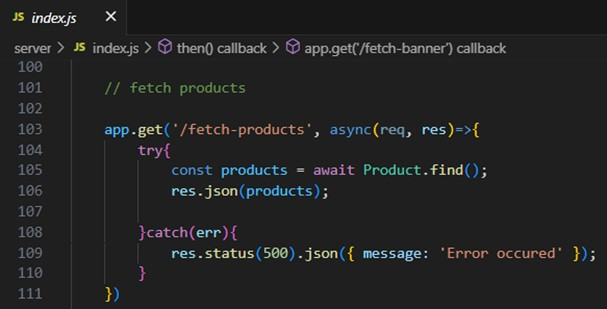 JS index.js ×
server > JS index.js > then() callback > app.get('/fetch-banner') callback
100
101 // fetch products
102
103 app.get('/fetch-products', async(req, res)=>{
104 try{
105 const products = await Product.find();
106 res.json(products);
107
108 }catch(err){
109 res.status(500).json({ message: 'Error occured' });
110 }
111 })